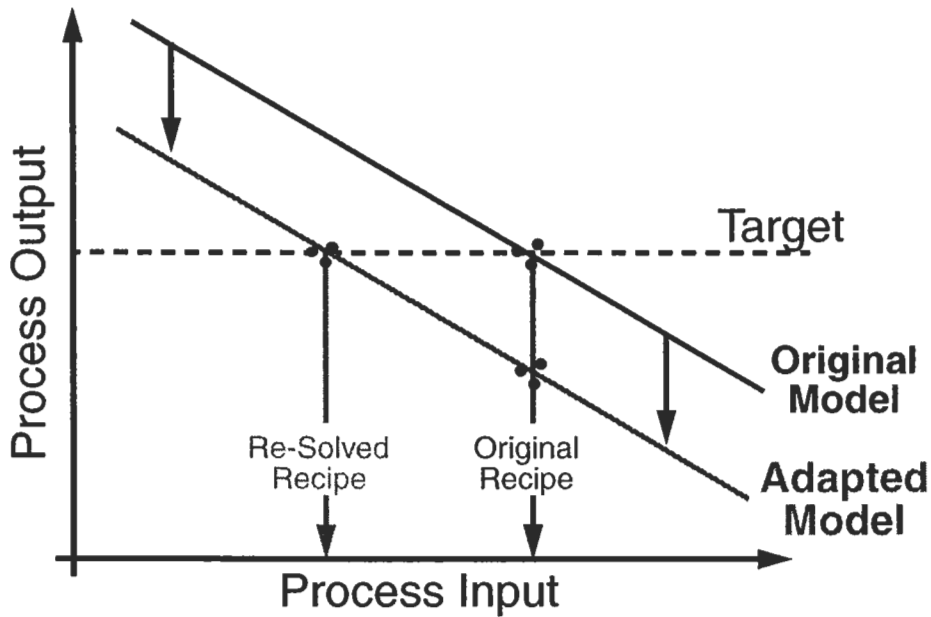 Process Output
Target
Original
Model
Re-Solved
Recipe
Original
Recipe
Adapted
Model
Process Input